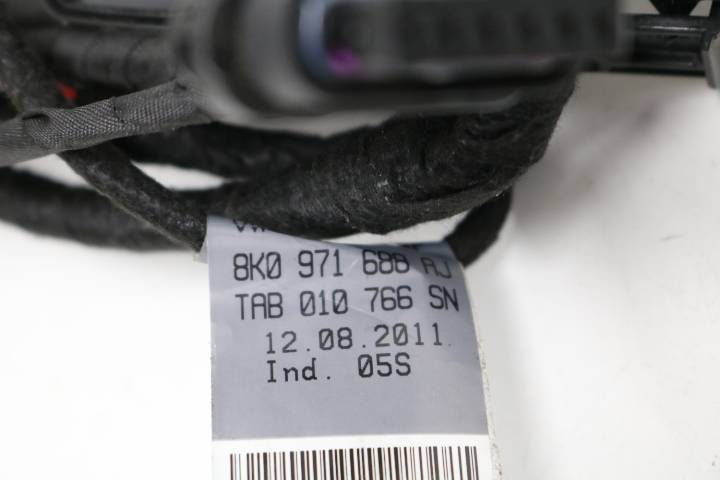 8K0 971 688 AJ
TAB 010 766 SN
12.08.2011
Ind. 05S